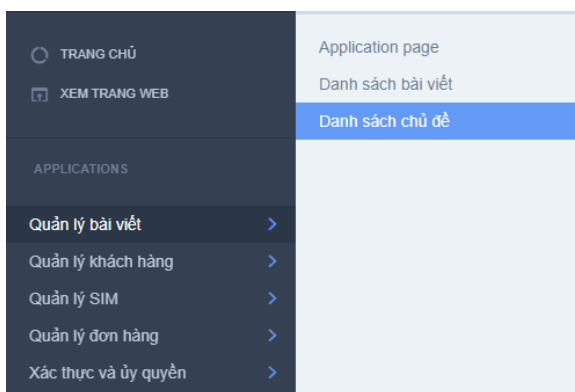 TRANG CHỦ
XEM TRANG WEB
APPLICATIONS
Quản lý bài viết
Quản lý khách hàng
Quản lý SIM
Quản lý đơn hàng
Xác thực và ủy quyền
Application page
Danh sách bài viết
Danh sách chủ đề